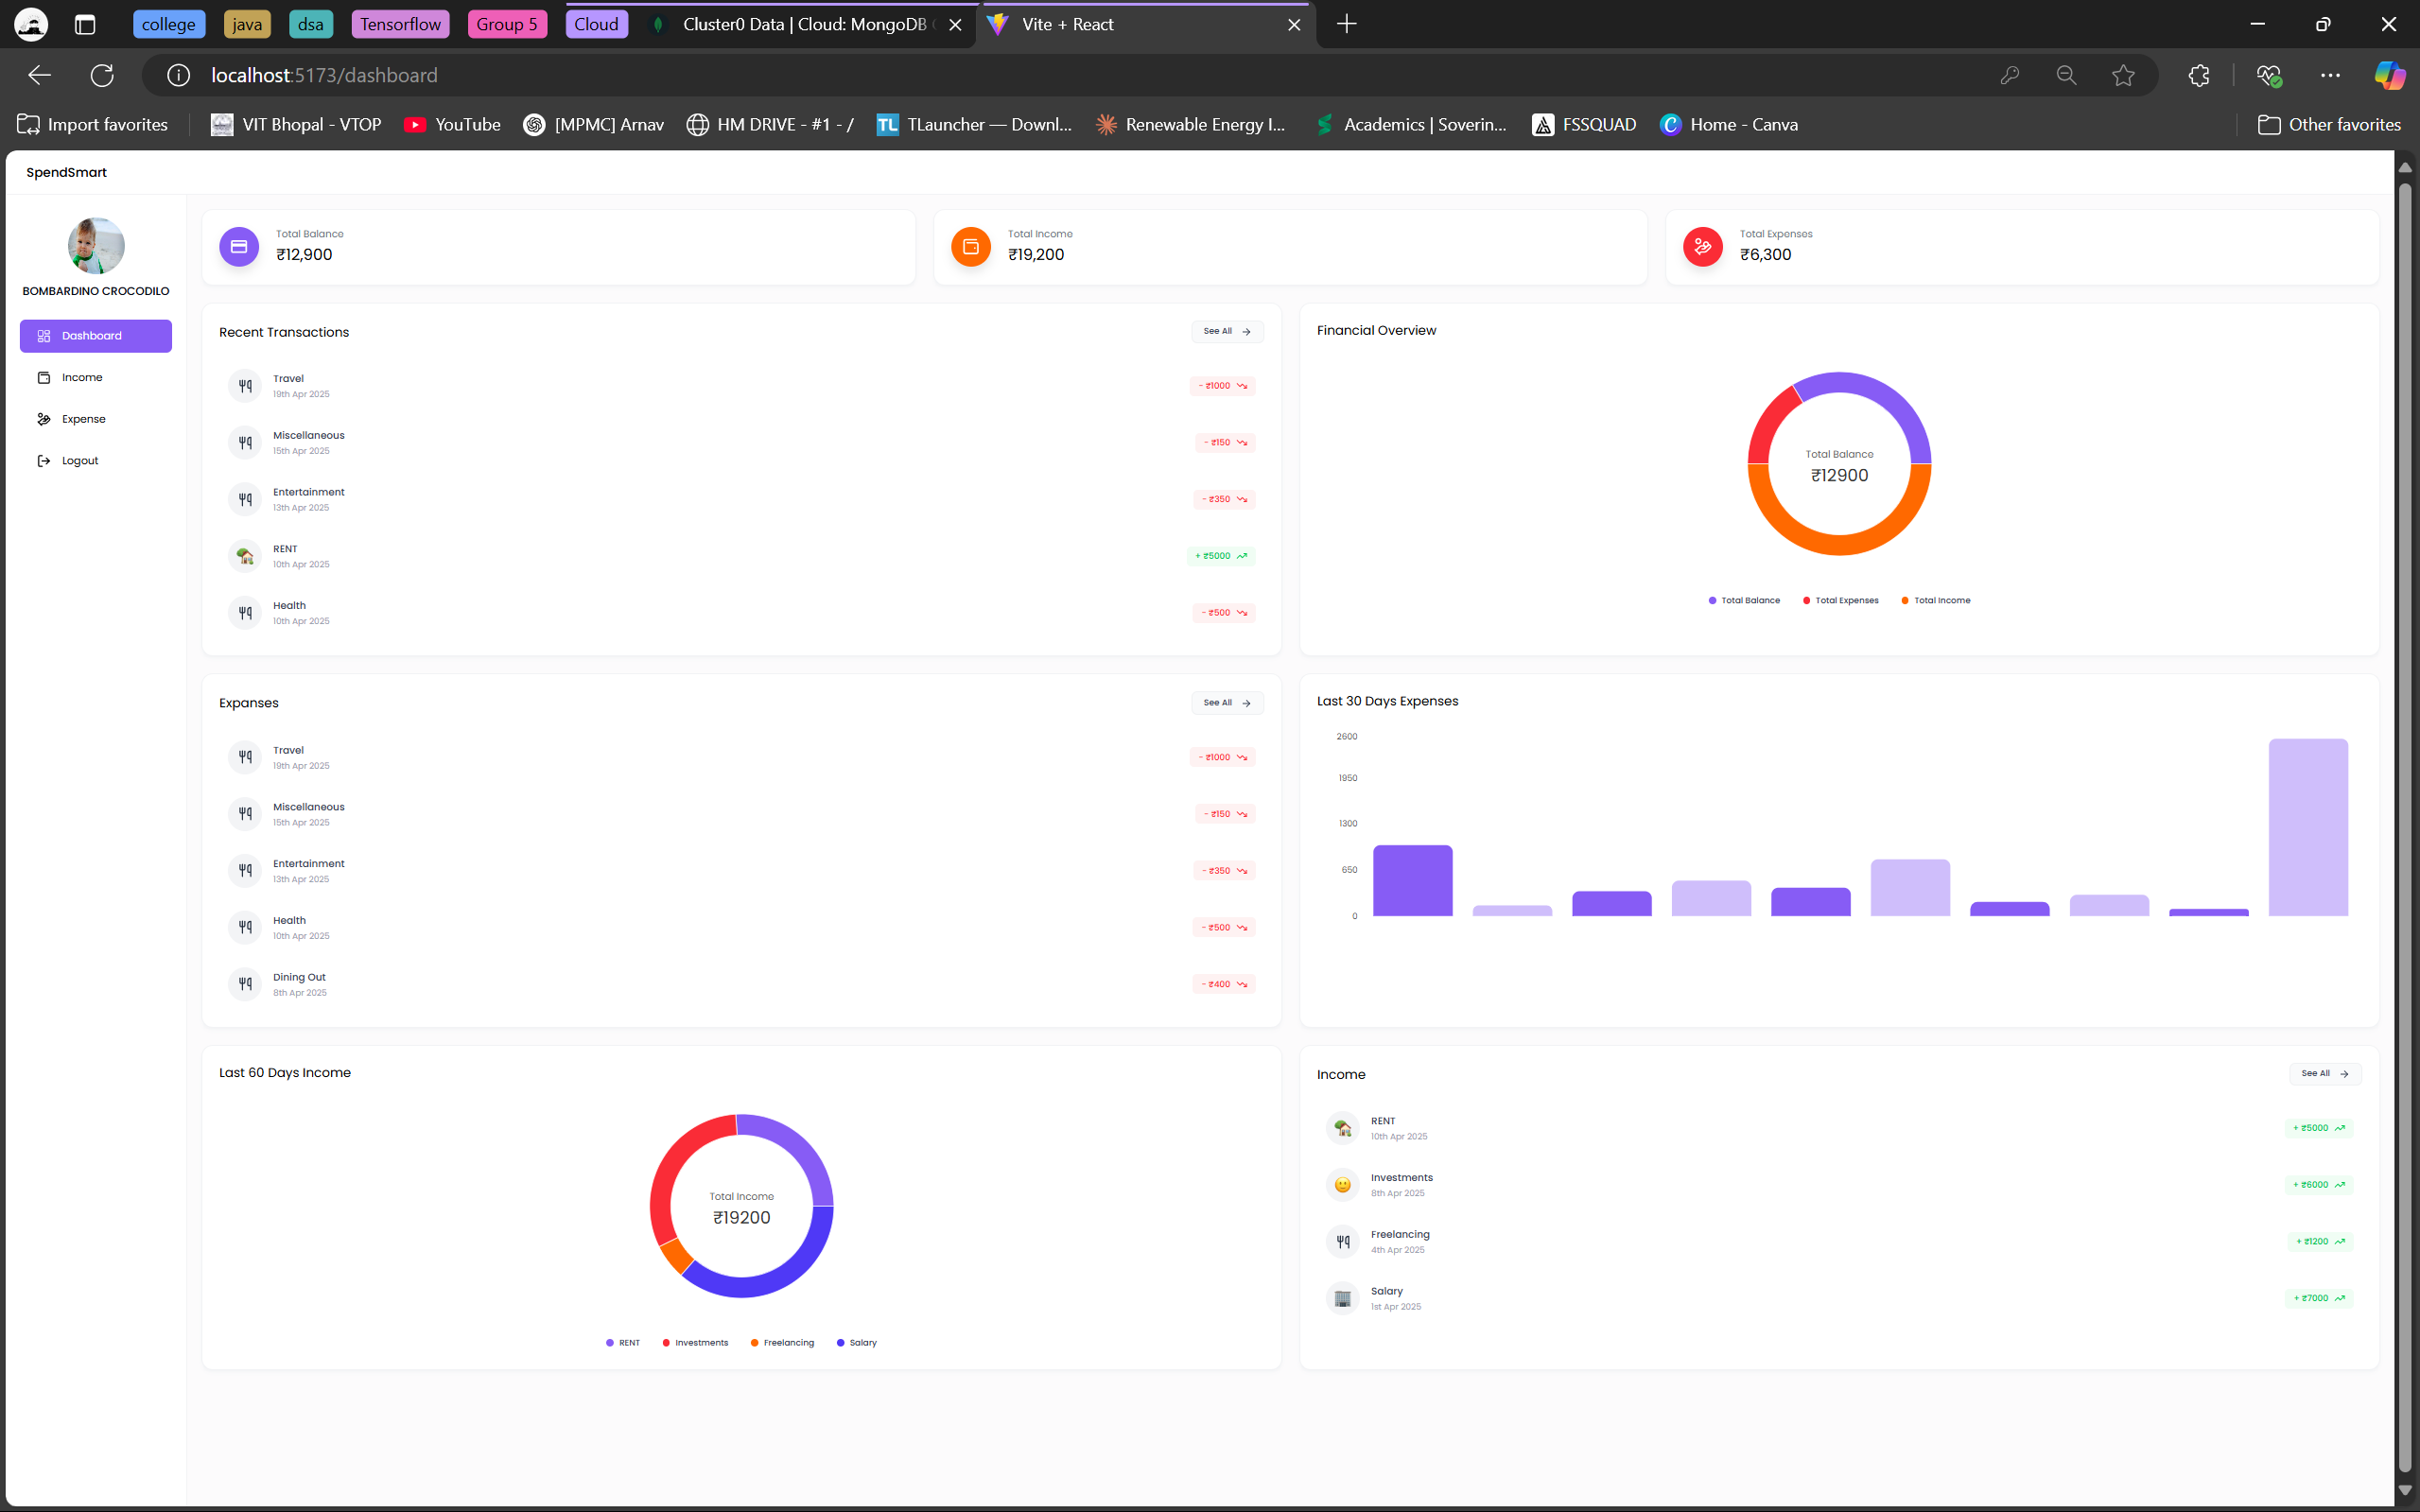 college java dsa Tensorflow Group 5 Cloud Cluster0 Data | Cloud: MongoDB Vite + React
localhost:5173/dashboard
Import favorites VIT Bhopal - VTOP YouTube [MPMC] Arnav HM DRIVE - #1 - / TLauncher — Downl... Renewable Energy I... Academics | Soverin... FSSQUAD Home - Canva Other favorites
SpendSmart
BOMBARDINO CROCODILO
Dashboard
Income
Expense
Logout
Total Balance
₹12,900
Total Income
₹19,200
Total Expenses
₹6,300
Recent Transactions See All
Travel
19th Apr 2025
- ₹1000
Miscellaneous
15th Apr 2025
- ₹150
Entertainment
13th Apr 2025
- ₹350
RENT
10th Apr 2025
+ ₹5000
Health
10th Apr 2025
- ₹500
Financial Overview
Total Balance
₹12900
Total Balance Total Expenses Total Income
Expanses See All
Travel
19th Apr 2025
- ₹1000
Miscellaneous
15th Apr 2025
- ₹150
Entertainment
13th Apr 2025
- ₹350
Health
10th Apr 2025
- ₹500
Dining Out
8th Apr 2025
- ₹400
Last 30 Days Expenses
2600
1950
1300
650
0
Last 60 Days Income
Total Income
₹19200
RENT Investments Freelancing Salary
Income See All
RENT
10th Apr 2025
+ ₹5000
Investments
8th Apr 2025
+ ₹6000
Freelancing
4th Apr 2025
+ ₹1200
Salary
1st Apr 2025
+ ₹7000